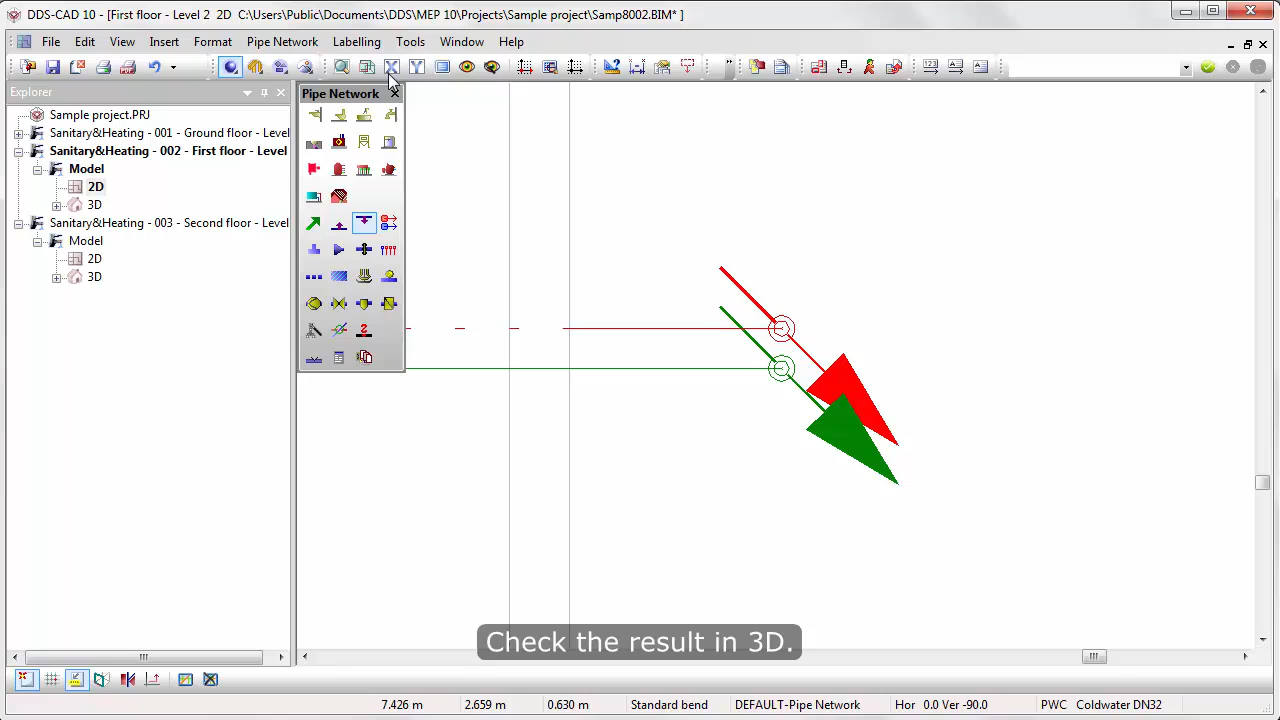 DDS-CAD 10 - [First floor - Level 2 2D C:\Users\Public\Documents\DDS\MEP 10\Projects\Sample project\Samp8002.BIM* ]
File Edit View Insert Format Pipe Network Labelling Tools Window Help
Explorer
Sample project.PRJ
Sanitary&Heating - 001 - Ground floor - Level
Sanitary&Heating - 002 - First floor - Level
Model
2D
3D
Sanitary&Heating - 003 - Second floor - Level
Model
2D
3D
Pipe Network
Check the result in 3D.
7.426 m 2.659 m 0.630 m Standard bend DEFAULT-Pipe Network Hor 0.0 Ver -90.0 PWC Coldwater DN32